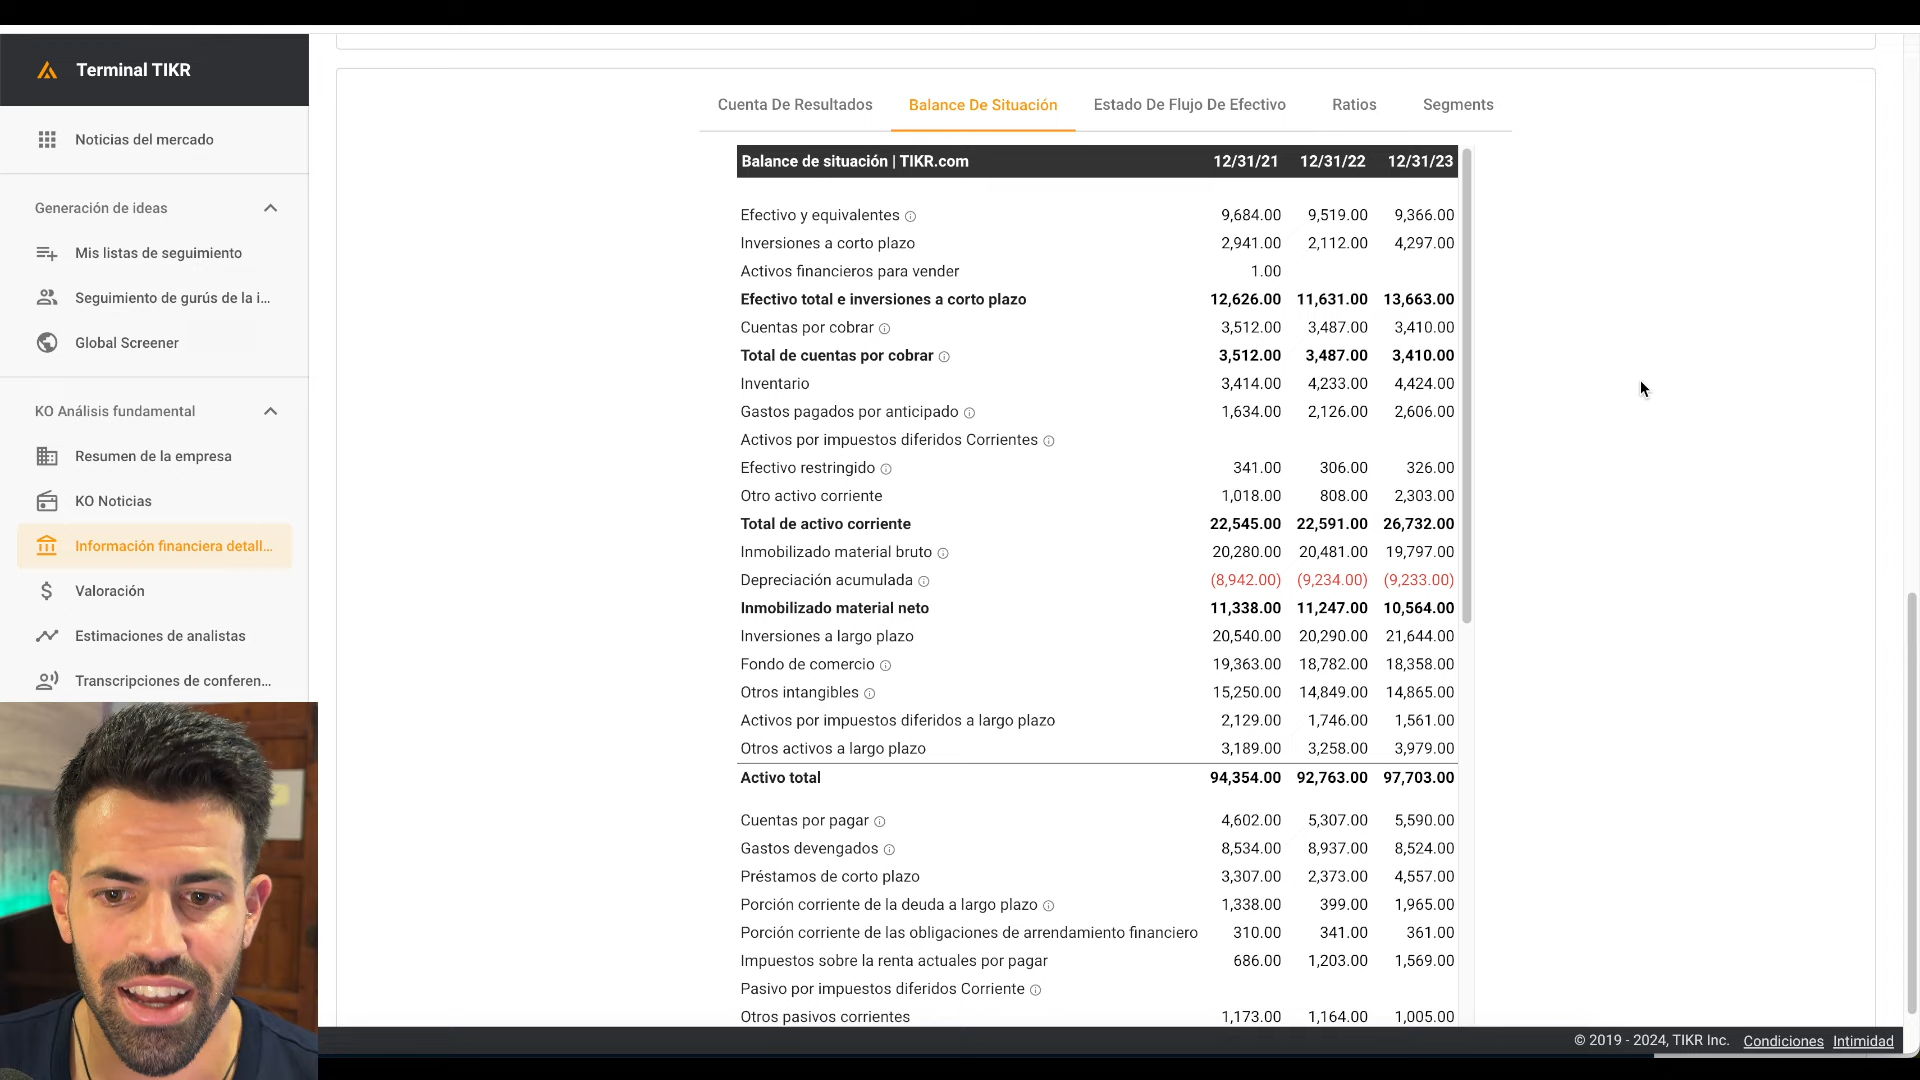 Terminal TIKR
Noticias del mercado
Generación de ideas
Mis listas de seguimiento
Seguimiento de gurús de la i...
Global Screener
KO Análisis fundamental
Resumen de la empresa
KO Noticias
Información financiera detall...
Valoración
Estimaciones de analistas
Transcripciones de conferen...
Cuenta De Resultados Balance De Situación Estado De Flujo De Efectivo Ratios Segments
Balance de situación | TIKR.com 12/31/21 12/31/22 12/31/23
Efectivo y equivalentes 9,684.00 9,519.00 9,366.00
Inversiones a corto plazo 2,941.00 2,112.00 4,297.00
Activos financieros para vender 1.00
Efectivo total e inversiones a corto plazo 12,626.00 11,631.00 13,663.00
Cuentas por cobrar 3,512.00 3,487.00 3,410.00
Total de cuentas por cobrar 3,512.00 3,487.00 3,410.00
Inventario 3,414.00 4,233.00 4,424.00
Gastos pagados por anticipado 1,634.00 2,126.00 2,606.00
Activos por impuestos diferidos Corrientes
Efectivo restringido 341.00 306.00 326.00
Otro activo corriente 1,018.00 808.00 2,303.00
Total de activo corriente 22,545.00 22,591.00 26,732.00
Inmobilizado material bruto 20,280.00 20,481.00 19,797.00
Depreciación acumulada (8,942.00) (9,234.00) (9,233.00)
Inmobilizado material neto 11,338.00 11,247.00 10,564.00
Inversiones a largo plazo 20,540.00 20,290.00 21,644.00
Fondo de comercio 19,363.00 18,782.00 18,358.00
Otros intangibles 15,250.00 14,849.00 14,865.00
Activos por impuestos diferidos a largo plazo 2,129.00 1,746.00 1,561.00
Otros activos a largo plazo 3,189.00 3,258.00 3,979.00
Activo total 94,354.00 92,763.00 97,703.00
Cuentas por pagar 4,602.00 5,307.00 5,590.00
Gastos devengados 8,534.00 8,937.00 8,524.00
Préstamos de corto plazo 3,307.00 2,373.00 4,557.00
Porción corriente de la deuda a largo plazo 1,338.00 399.00 1,965.00
Porción corriente de las obligaciones de arrendamiento financiero 310.00 341.00 361.00
Impuestos sobre la renta actuales por pagar 686.00 1,203.00 1,569.00
Pasivo por impuestos diferidos Corriente
Otros pasivos corrientes 1,173.00 1,164.00 1,005.00
© 2019 - 2024, TIKR Inc. Condiciones Intimidad